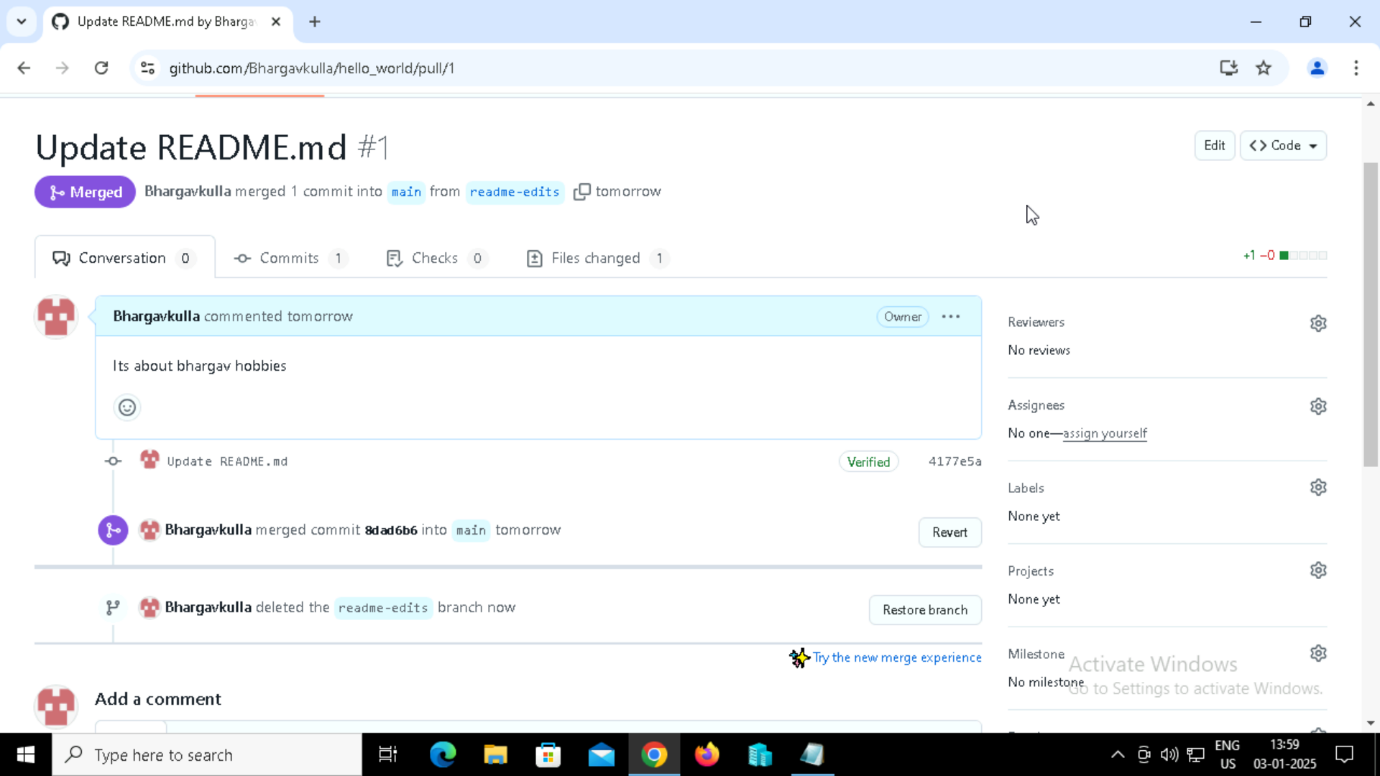 Update README.md by Bharga
github.com/Bhargavkulla/hello_world/pull/1
Update README.md #1
Edit
<> Code
Merged
Bhargavkulla merged 1 commit into main from readme-edits tomorrow
Conversation 0
Commits 1
Checks 0
Files changed 1
+1 −0
Bhargavkulla commented tomorrow
Owner
Its about bhargav hobbies
Update README.md
Verified
4177e5a
Bhargavkulla merged commit 8dad6b6 into main tomorrow
Revert
Bhargavkulla deleted the readme-edits branch now
Restore branch
Try the new merge experience
Add a comment
Reviewers
No reviews
Assignees
No one—assign yourself
Labels
None yet
Projects
None yet
Milestone
No milestone
Activate Windows
Go to Settings to activate Windows.
Type here to search
ENG
US
13:59
03-01-2025